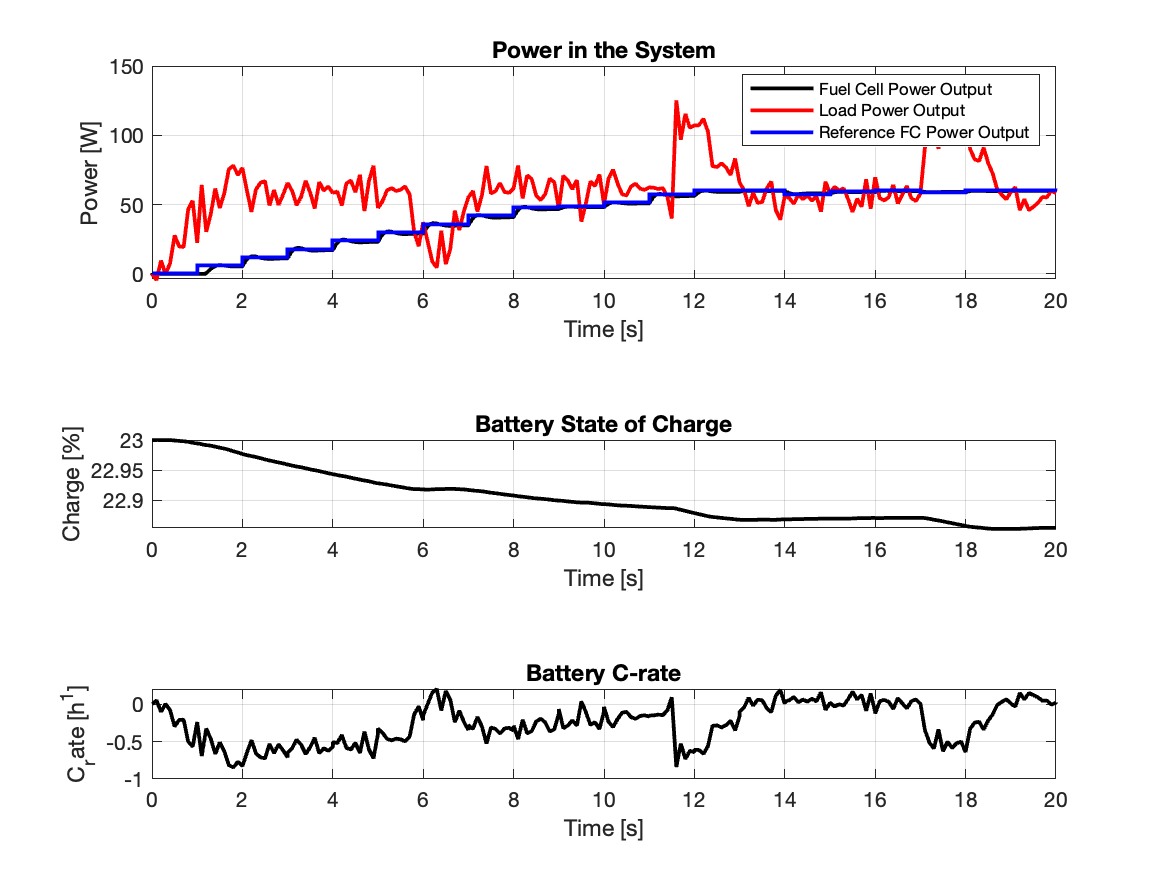 Power in the System
150
100
50
0
Power [W]
Fuel Cell Power Output
Load Power Output
Reference FC Power Output
0 2 4 6 8 10 12 14 16 18 20
Time [s]
Battery State of Charge
23
22.95
22.9
Charge [%]
0 2 4 6 8 10 12 14 16 18 20
Time [s]
Battery C-rate
0
-0.5
-1
C_rate [h^1]
0 2 4 6 8 10 12 14 16 18 20
Time [s]